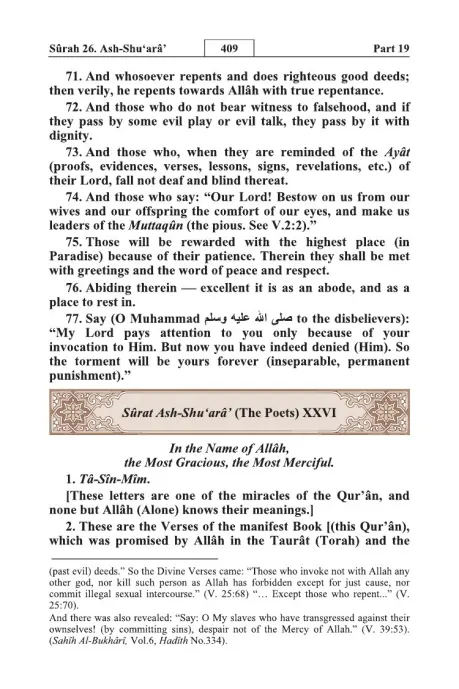 Sûrah 26. Ash-Shu‘arâ’ 409 Part 19
71. And whosoever repents and does righteous good deeds;
then verily, he repents towards Allâh with true repentance.
72. And those who do not bear witness to falsehood, and if
they pass by some evil play or evil talk, they pass by it with
dignity.
73. And those who, when they are reminded of the Ayât
(proofs, evidences, verses, lessons, signs, revelations, etc.) of
their Lord, fall not deaf and blind thereat.
74. And those who say: “Our Lord! Bestow on us from our
wives and our offspring the comfort of our eyes, and make us
leaders of the Muttaqûn (the pious. See V.2:2).”
75. Those will be rewarded with the highest place (in
Paradise) because of their patience. Therein they shall be met
with greetings and the word of peace and respect.
76. Abiding therein — excellent it is as an abode, and as a
place to rest in.
77. Say (O Muhammad صلى الله عليه وسلم to the disbelievers):
“My Lord pays attention to you only because of your
invocation to Him. But now you have indeed denied (Him). So
the torment will be yours forever (inseparable, permanent
punishment).”
Sûrat Ash-Shu‘arâ’ (The Poets) XXVI
In the Name of Allâh,
the Most Gracious, the Most Merciful.
1. Tâ-Sîn-Mîm.
[These letters are one of the miracles of the Qur’ân, and
none but Allâh (Alone) knows their meanings.]
2. These are the Verses of the manifest Book [(this Qur’ân),
which was promised by Allâh in the Taurât (Torah) and the
(past evil) deeds.” So the Divine Verses came: “Those who invoke not with Allah any
other god, nor kill such person as Allah has forbidden except for just cause, nor
commit illegal sexual intercourse.” (V. 25:68) “… Except those who repent...” (V.
25:70).
And there was also revealed: “Say: O My slaves who have transgressed against their
ownselves! (by committing sins), despair not of the Mercy of Allah.” (V. 39:53).
(Sahîh Al-Bukhârî, Vol.6, Hadîth No.334).